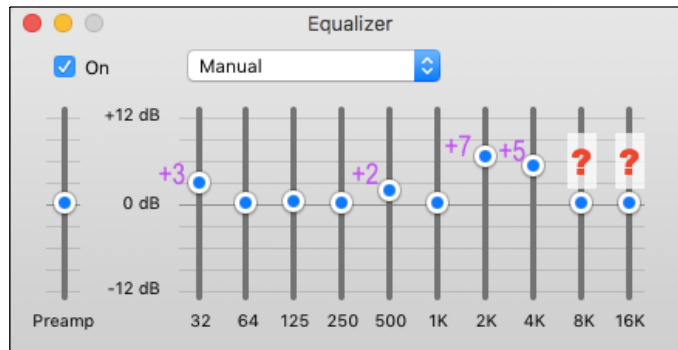 Equalizer
On
Manual
+12 dB
+7 +5 ? ?
+3 +2
0 dB
-12 dB
Preamp 32 64 125 250 500 1K 2K 4K 8K 16K